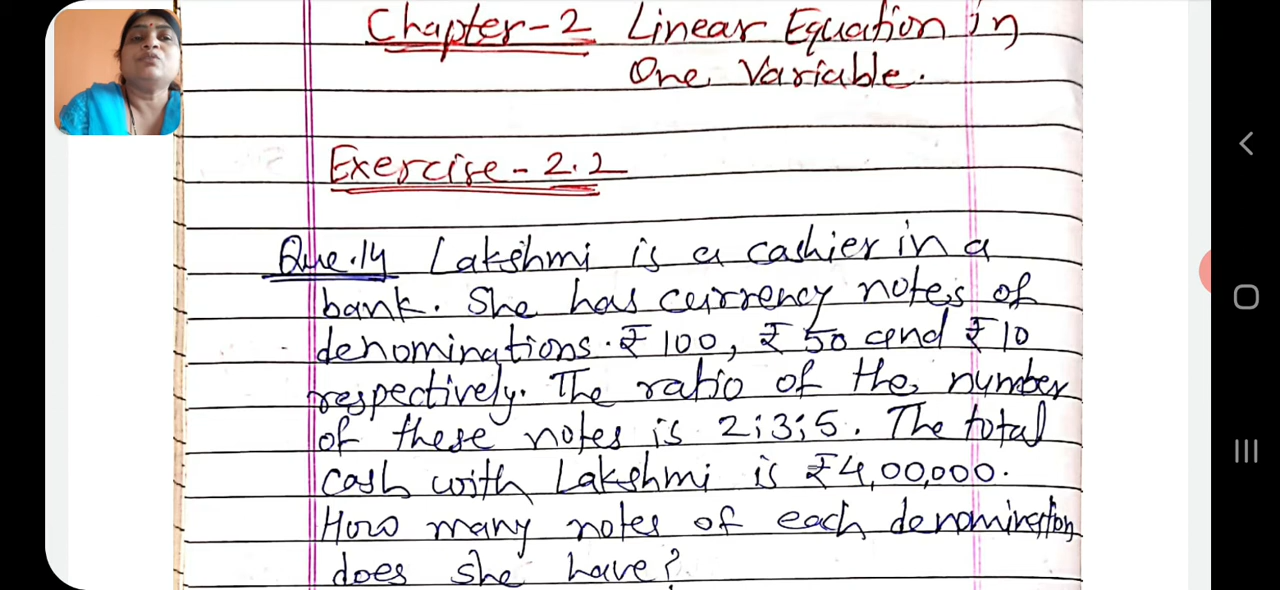 Chapter-2 Linear Equation in
One Variable.
Exercise - 2.2
Que.14 Lakshmi is a cashier in a
bank. She has currency notes of
denominations. ₹100, ₹50 and ₹10
respectively. The ratio of the number
of these notes is 2:3:5. The total
cash with Lakshmi is ₹4,00,000.
How many notes of each denomination
does she have?